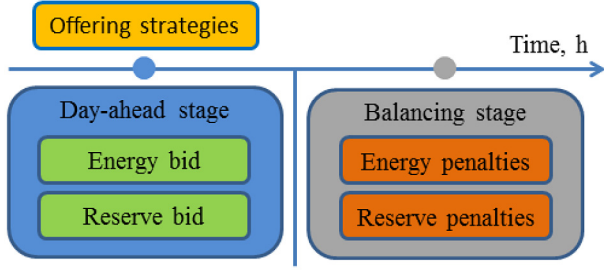 Offering strategies
Time, h
Day-ahead stage
Energy bid
Reserve bid
Balancing stage
Energy penalties
Reserve penalties